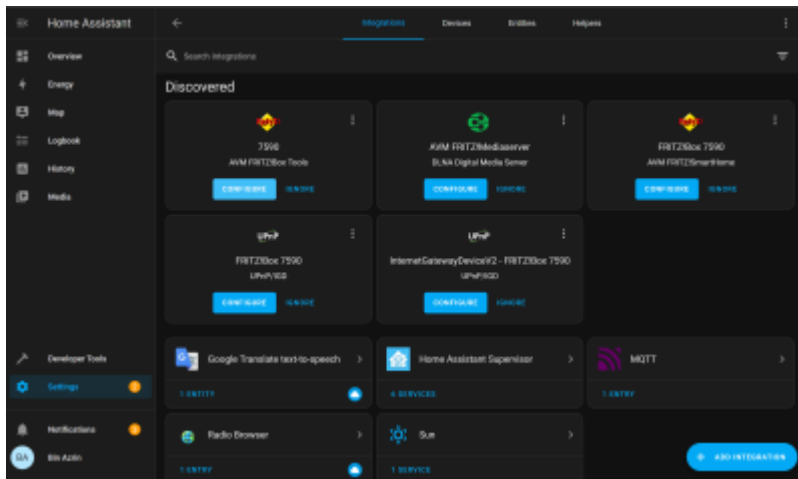 Home Assistant
Integrations
Devices
Entities
Helpers
Overview
Search integrations
Energy
Discovered
Map
Logbook
7590
AVM FRITZ!Box Tools
AVM FRITZ!Mediaserver
DLNA Digital Media Server
FRITZ!Box 7590
AVM FRITZ!SmartHome
History
CONFIGURE
IGNORE
CONFIGURE
IGNORE
CONFIGURE
IGNORE
Media
UPnP
FRITZ!Box 7590
UPnP/IGD
UPnP
InternetGatewayDeviceV2 - FRITZ!Box 7590
UPnP/IGD
CONFIGURE
IGNORE
CONFIGURE
IGNORE
Developer Tools
Google Translate text-to-speech
Home Assistant Supervisor
MQTT
Settings
1 ENTITY
4 SERVICES
1 ENTRY
Notifications
Radio Browser
Sun
BA
ADD INTEGRATION
1 ENTRY
1 SERVICE